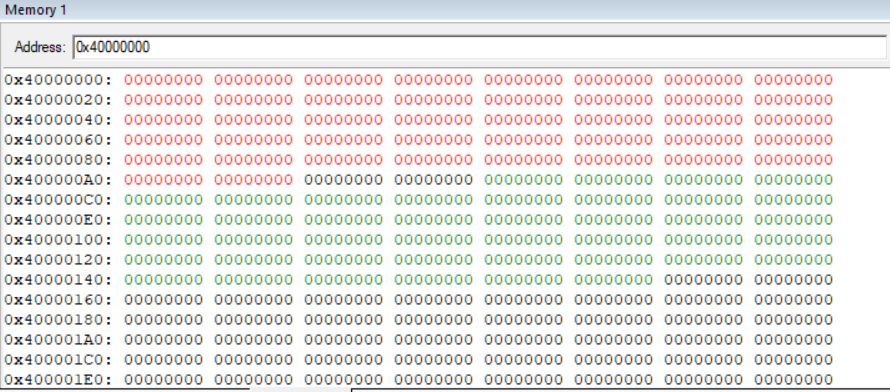 Memory 1
Address: 0x40000000
0x40000000: 00000000 00000000 00000000 00000000 00000000 00000000 00000000 00000000
0x40000020: 00000000 00000000 00000000 00000000 00000000 00000000 00000000 00000000
0x40000040: 00000000 00000000 00000000 00000000 00000000 00000000 00000000 00000000
0x40000060: 00000000 00000000 00000000 00000000 00000000 00000000 00000000 00000000
0x40000080: 00000000 00000000 00000000 00000000 00000000 00000000 00000000 00000000
0x400000A0: 00000000 00000000 00000000 00000000 00000000 00000000 00000000 00000000
0x400000C0: 00000000 00000000 00000000 00000000 00000000 00000000 00000000 00000000
0x400000E0: 00000000 00000000 00000000 00000000 00000000 00000000 00000000 00000000
0x40000100: 00000000 00000000 00000000 00000000 00000000 00000000 00000000 00000000
0x40000120: 00000000 00000000 00000000 00000000 00000000 00000000 00000000 00000000
0x40000140: 00000000 00000000 00000000 00000000 00000000 00000000 00000000 00000000
0x40000160: 00000000 00000000 00000000 00000000 00000000 00000000 00000000 00000000
0x40000180: 00000000 00000000 00000000 00000000 00000000 00000000 00000000 00000000
0x400001A0: 00000000 00000000 00000000 00000000 00000000 00000000 00000000 00000000
0x400001C0: 00000000 00000000 00000000 00000000 00000000 00000000 00000000 00000000
0x400001E0: 00000000 00000000 00000000 00000000 00000000 00000000 00000000 00000000